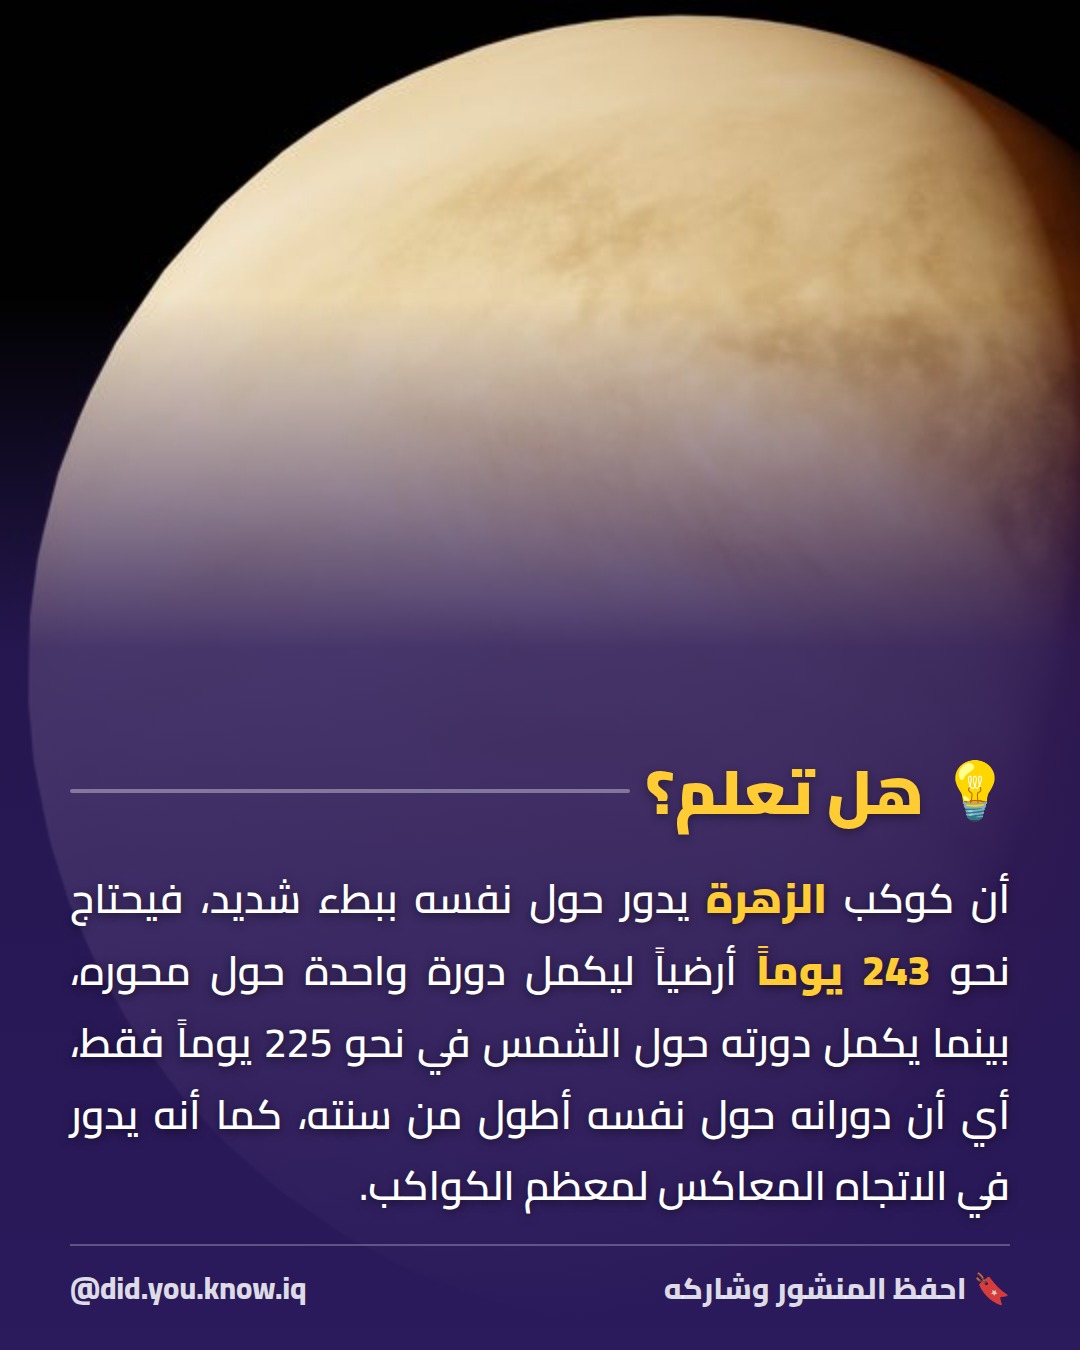 💡 هل تعلم؟
أن كوكب الزهرة يدور حول نفسه ببطء شديد، فيحتاج
نحو 243 يوماً أرضياً ليكمل دورة واحدة حول محوره،
بينما يكمل دورته حول الشمس في نحو 225 يوماً فقط،
أي أن دورانه حول نفسه أطول من سنته، كما أنه يدور
في الاتجاه المعاكس لمعظم الكواكب.
🔖 احفظ المنشور وشاركه
@did.you.know.iq